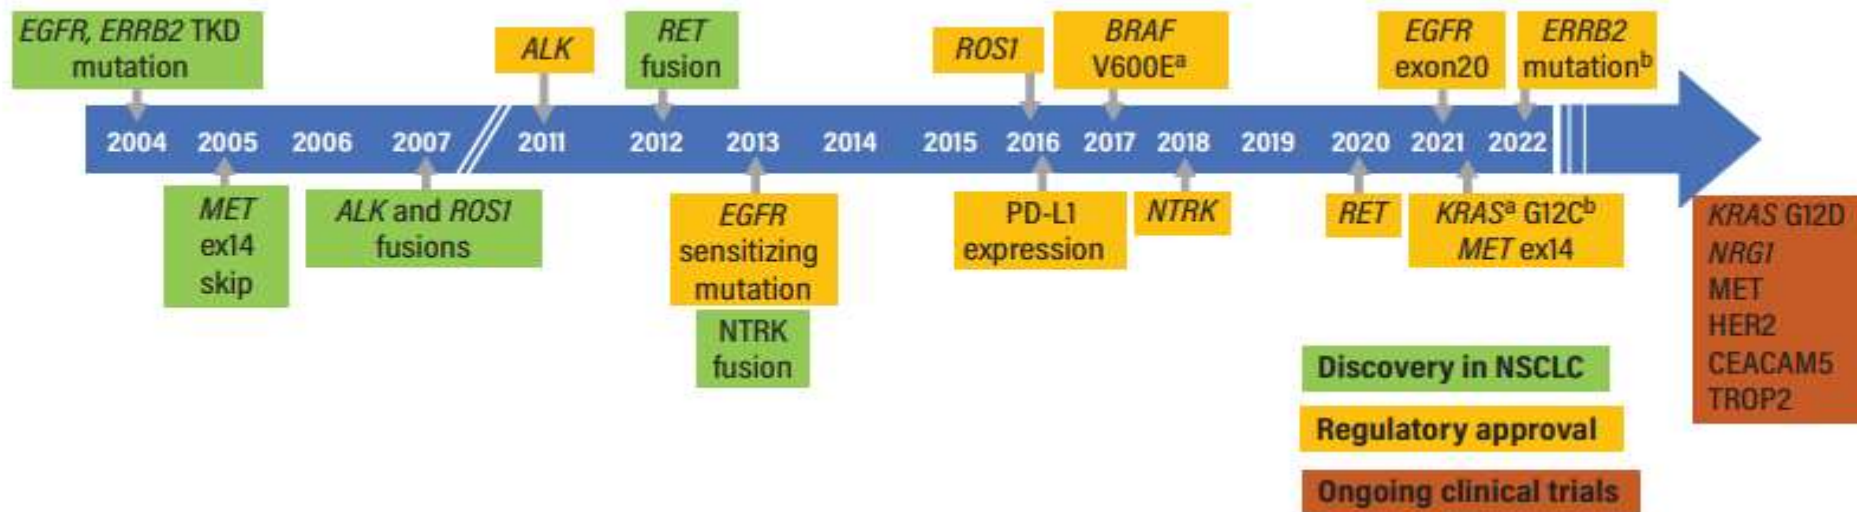 EGFR, ERRB2 TKD
mutation
ALK
RET
fusion
ROS1
BRAF
V600Eᵃ
EGFR
exon20
ERRB2
mutationᵇ
2004 2005 2006 2007 2011 2012 2013 2014 2015 2016 2017 2018 2019 2020 2021 2022
MET
ex14
skip
ALK and ROS1
fusions
EGFR
sensitizing
mutation
NTRK
fusion
PD-L1
expression
NTRK
RET
KRASᵃ G12Cᵇ
MET ex14
KRAS G12D
NRG1
MET
HER2
CEACAM5
TROP2
Discovery in NSCLC
Regulatory approval
Ongoing clinical trials